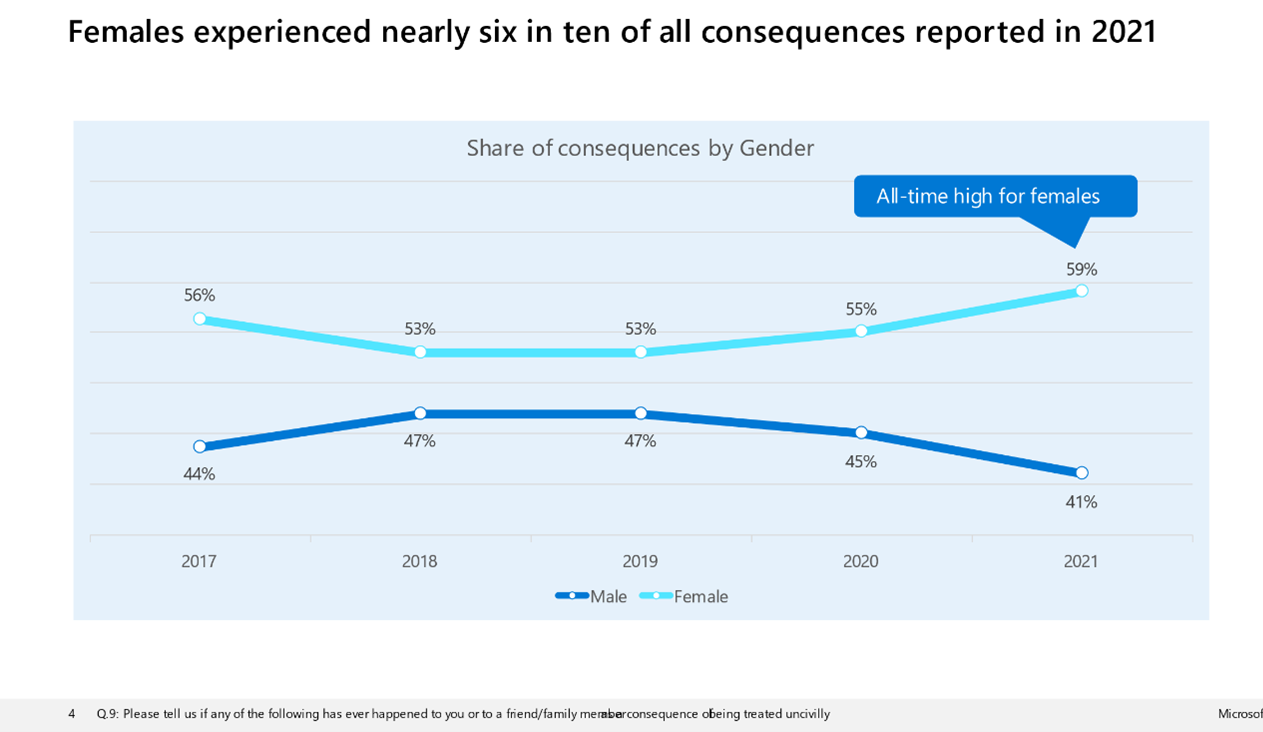 Females experienced nearly six in ten of all consequences reported in 2021
Share of consequences by Gender
All-time high for females
56% 53% 53% 55% 59%
44% 47% 47% 45% 41%
2017 2018 2019 2020 2021
Male Female
4 Q.9: Please tell us if any of the following has ever happened to you or to a friend/family member as a consequence of being treated uncivilly
Microsof